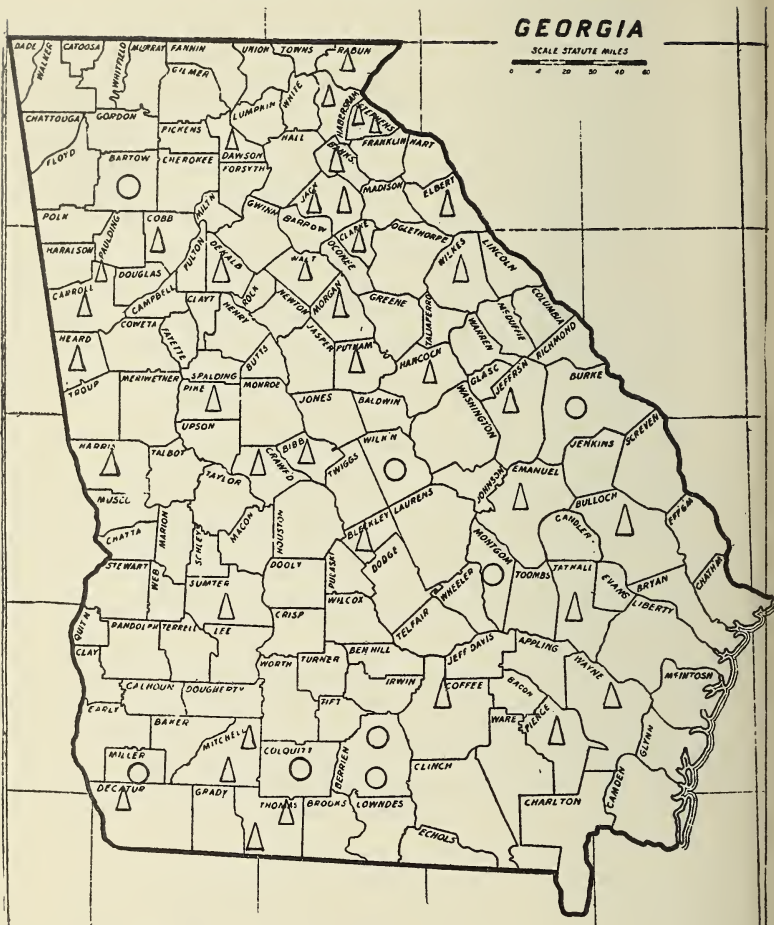 GEORGIA
SCALE STATUTE MILES
DADE
WALKER
CATOOSA
WHITFIELD
MURRAY
FANNIN
UNION
TOWNS
RABUN
GILMER
LUMPKIN
WHITE
HABERSHAM
STEPHENS
CHATTOUGA
GORDON
PICKENS
DAWSON
HALL
BANKS
FRANKLIN
HART
FLOYD
BARTOW
CHEROKEE
FORSYTH
JACK
MADISON
ELBERT
POLK
PAULDING
COBB
MILTN
GWINN
BARROW
CLARKE
OCONEE
OGLETHORPE
WILKES
LINCOLN
HARALSON
DOUGLAS
FULTON
DEKALB
WALT
CARROLL
CAMPBELL
CLAYT
ROCK
HENRY
NEWTON
MORGAN
GREENE
TALIAFERRO
WARREN
MCDUFFIE
COLUMBIA
RICHMOND
COWETA
FAYETTE
HEARD
BUTTS
JASPER
PUTNAM
HANCOCK
GLASC
JEFFERSN
BURKE
TROUP
MERIWETHER
SPALDING
PIKE
MONROE
JONES
BALDWIN
WASHINGTON
UPSON
HARRIS
TALBOT
CRAWFD
BIBB
TWIGGS
WILK'N
JENKINS
SCREVEN
TAYLOR
JOHNSON
EMANUEL
MUSCO
CHATTA
MARION
SCHLEY
MACON
HOUSTON
BLECKLEY
LAURENS
CANDLER
BULLOCH
EFFGM
STEWART
WEB
SUMTER
DOOLY
PULASKI
DODGE
MONTGOM
TOOMBS
TATNALL
EVANS
BRYAN
CHATHM
QUITN
RANDOLPH
TERRELL
LEE
CRISP
WILCOX
TELFAIR
WHEELER
LIBERTY
CLAY
WORTH
TURNER
BEN HILL
JEFF DAVIS
APPLING
WAYNE
MCINTOSH
CALHOUN
DOUGHERTY
IRWIN
COFFEE
BACON
EARLY
BAKER
MITCHELL
TIFT
WARE
PIERCE
GLYNN
MILLER
COLQUITT
BERRIEN
CLINCH
CAMDEN
DECATUR
GRADY
THOMAS
BROOKS
LOWNDES
CHARLTON
ECHOLS